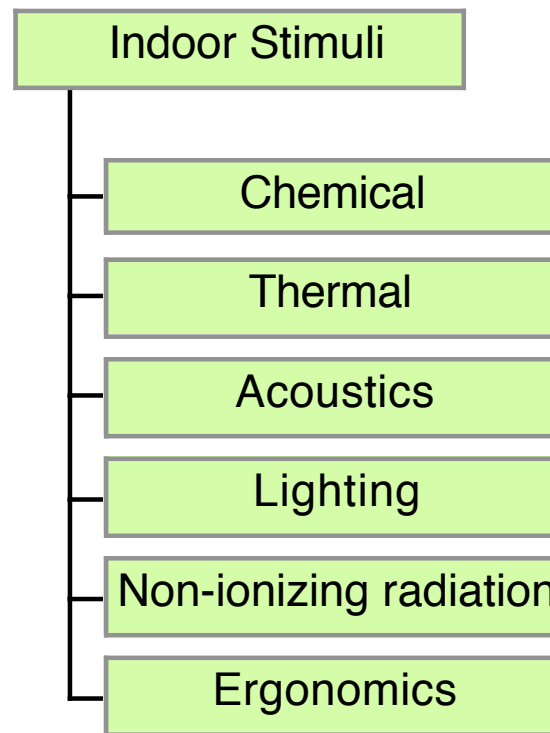 Indoor Stimuli
Chemical
Thermal
Acoustics
Lighting
Non-ionizing radiation
Ergonomics